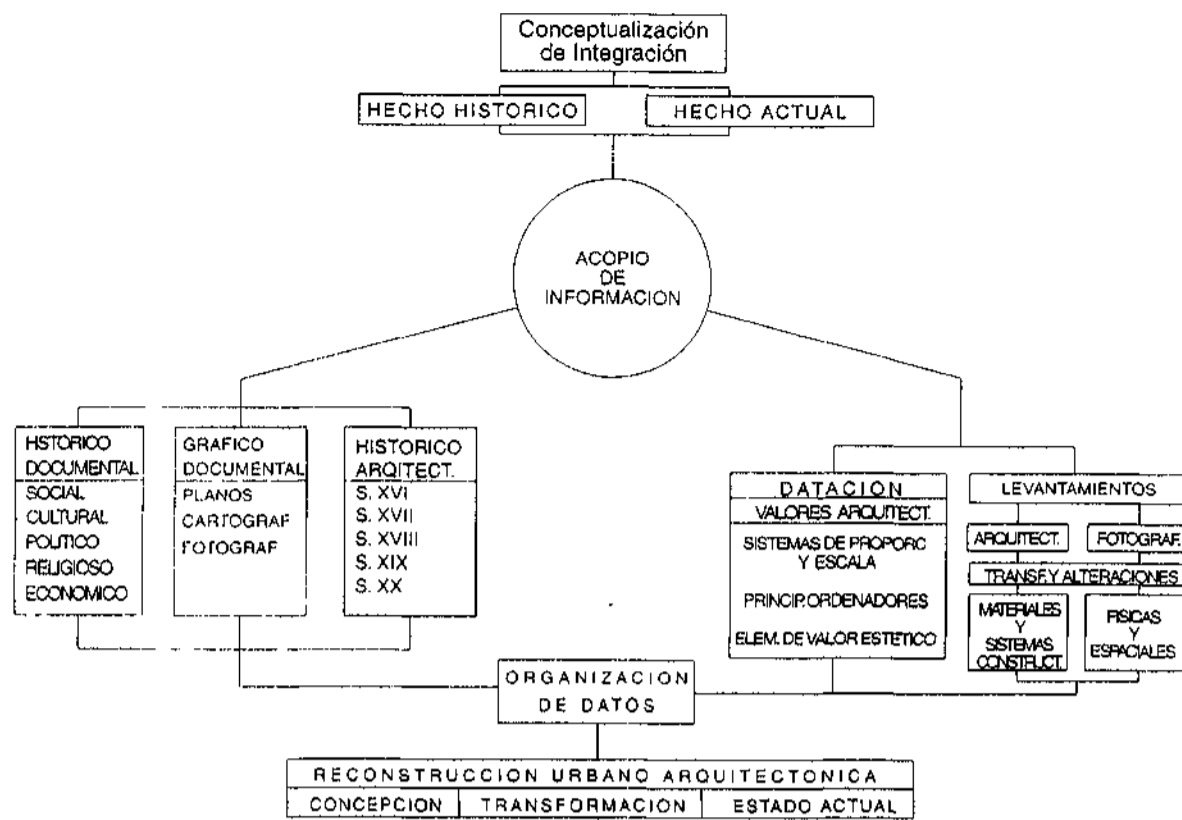 Conceptualización
de Integración
HECHO HISTORICO
HECHO ACTUAL
ACOPIO
DE
INFORMACION
HSTORICO
DOCUMENTAL
SOCIAL
CULTURAL
POLITICO
RELIGIOSO
ECONOMICO
GRAFICO
DOCUMENTAL
PLANOS
CARTOGRAF
FOTOGRAF
HISTORICO
ARQITECT.
S. XVI
S. XVII
S. XVIII
S. XIX
S. XX
DATACION
VALORES ARQUITECT.
SISTEMAS DE PROPORC
Y ESCALA
PRINCIP.ORDENADORES
ELEM. DE VALOR ESTETICO
LEVANTAMIENTOS
ARQUITECT.
FOTOGRAF.
TRANSF.Y ALTERACIONES
MATERIALES
Y
SISTEMAS
CONSTRUCT.
FISICAS
Y
ESPACIALES
ORGANIZACION
DE DATOS
RECONSTRUCCION URBANO ARQUITECTONICA
CONCEPCION
TRANSFORMACION
ESTADO ACTUAL